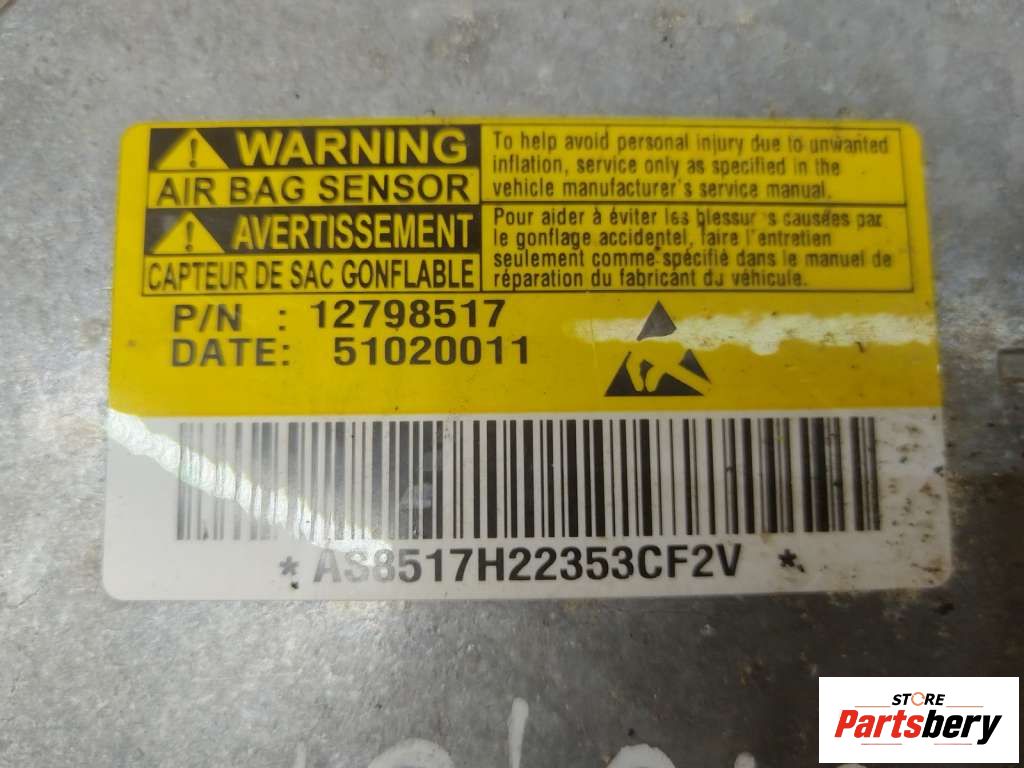 WARNING
AIR BAG SENSOR
To help avoid personal injury due to unwanted
inflation, service only as specified in the
vehicle manufacturer's service manual.
AVERTISSEMENT
CAPTEUR DE SAC GONFLABLE
Pour aider à éviter les blessur s causées par
le gonflage accidentel, faire l'entretien
seulement comme spécifié dans le manuel de
réparation du fabricant du véhicule.
P/N : 12798517
DATE: 51020011
* AS8517H22353CF2V *
STORE
Partsbery